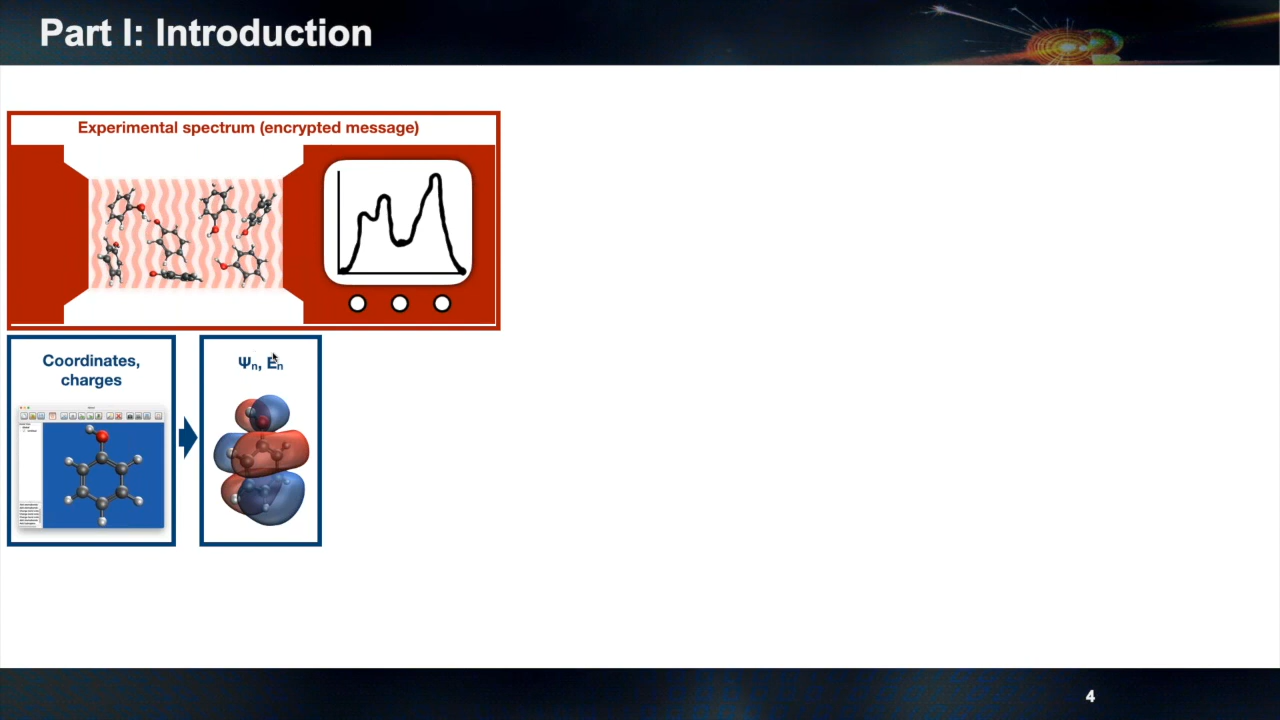 Part I: Introduction
Experimental spectrum (encrypted message)
Coordinates,
charges
Ψn, En
4